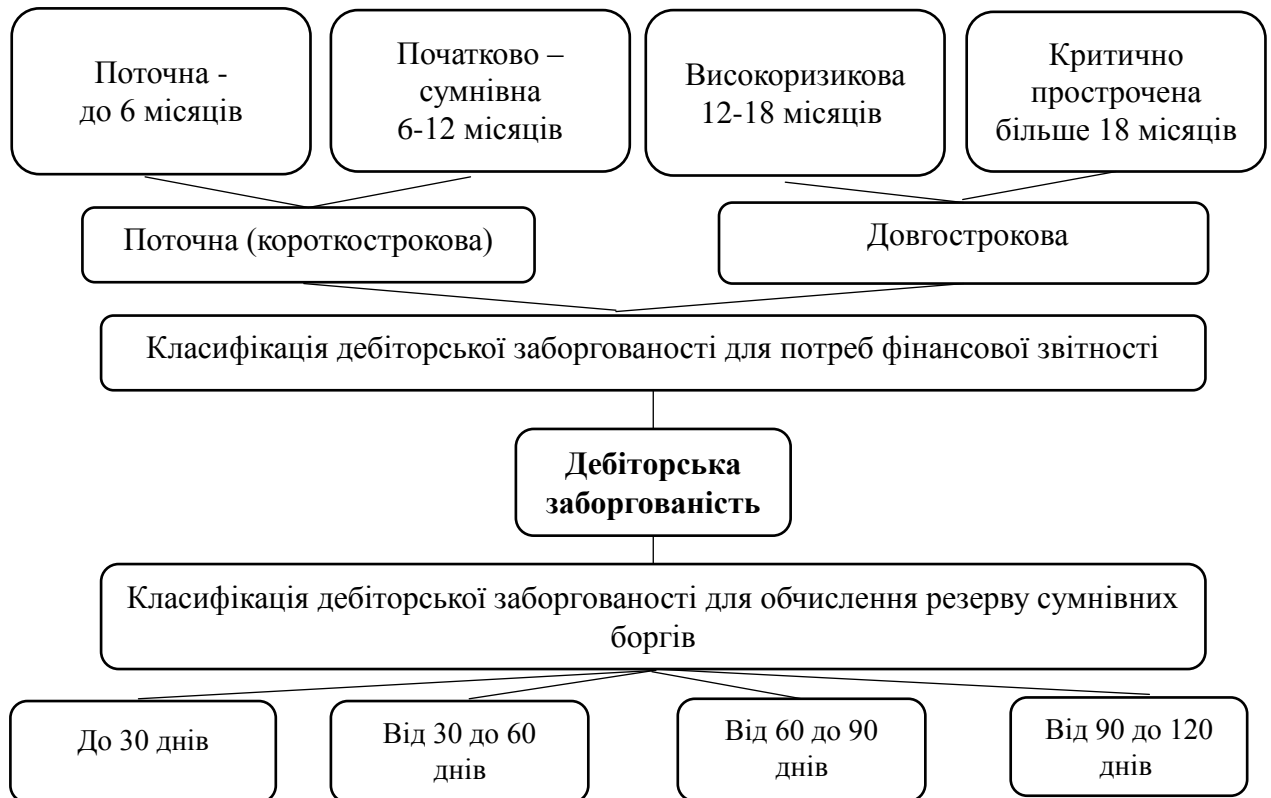 Поточна -
до 6 місяців
Початково –
сумнівна
6-12 місяців
Високоризикова
12-18 місяців
Критично
прострочена
більше 18 місяців
Поточна (короткострокова)
Довгострокова
Класифікація дебіторської заборгованості для потреб фінансової звітності
Дебіторська
заборгованість
Класифікація дебіторської заборгованості для обчислення резерву сумнівних
боргів
До 30 днів
Від 30 до 60
днів
Від 60 до 90
днів
Від 90 до 120
днів